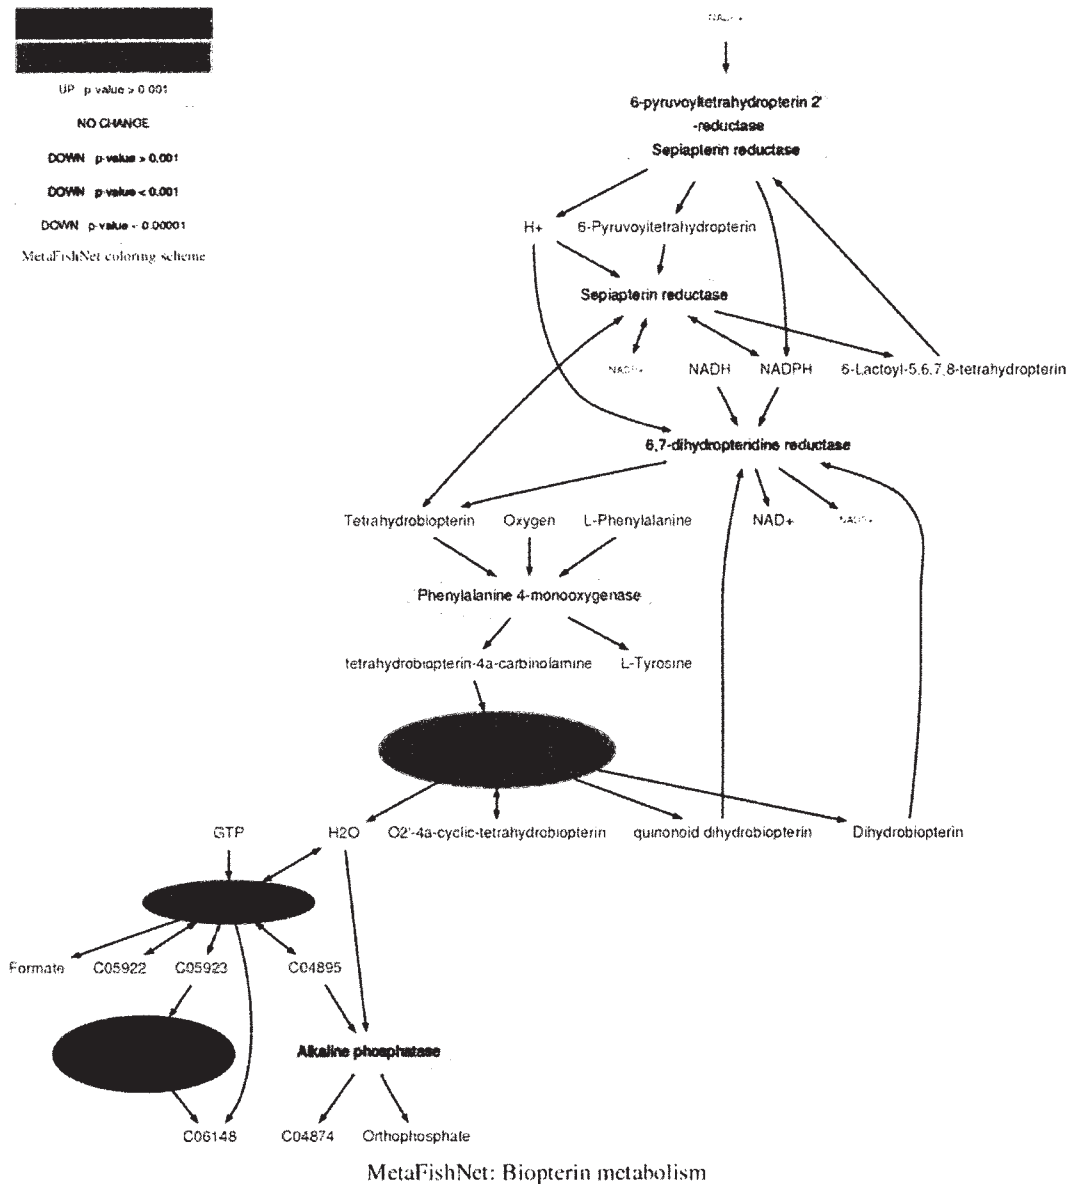 UP p-value > 0.001
NO CHANGE
DOWN p-value > 0.001
DOWN p-value < 0.001
DOWN p-value < 0.00001
MetaFishNet coloring scheme
NADP+
6-pyruvoyltetrahydropterin 2'
-reductase
Sepiapterin reductase
H+ 6-Pyruvoyltetrahydropterin
Sepiapterin reductase
NADP+ NADH NADPH 6-Lactoyl-5,6,7,8-tetrahydropterin
6,7-dihydropteridine reductase
Tetrahydrobiopterin Oxygen L-Phenylalanine NAD+ NADP+
Phenylalanine 4-monooxygenase
tetrahydrobiopterin-4a-carbinolamine L-Tyrosine
GTP H2O O2'-4a-cyclic-tetrahydrobiopterin quinonoid dihydrobiopterin Dihydrobiopterin
Formate C05922 C05923 C04895
Alkaline phosphatase
C06148 C04874 Orthophosphate
MetaFishNet: Biopterin metabolism